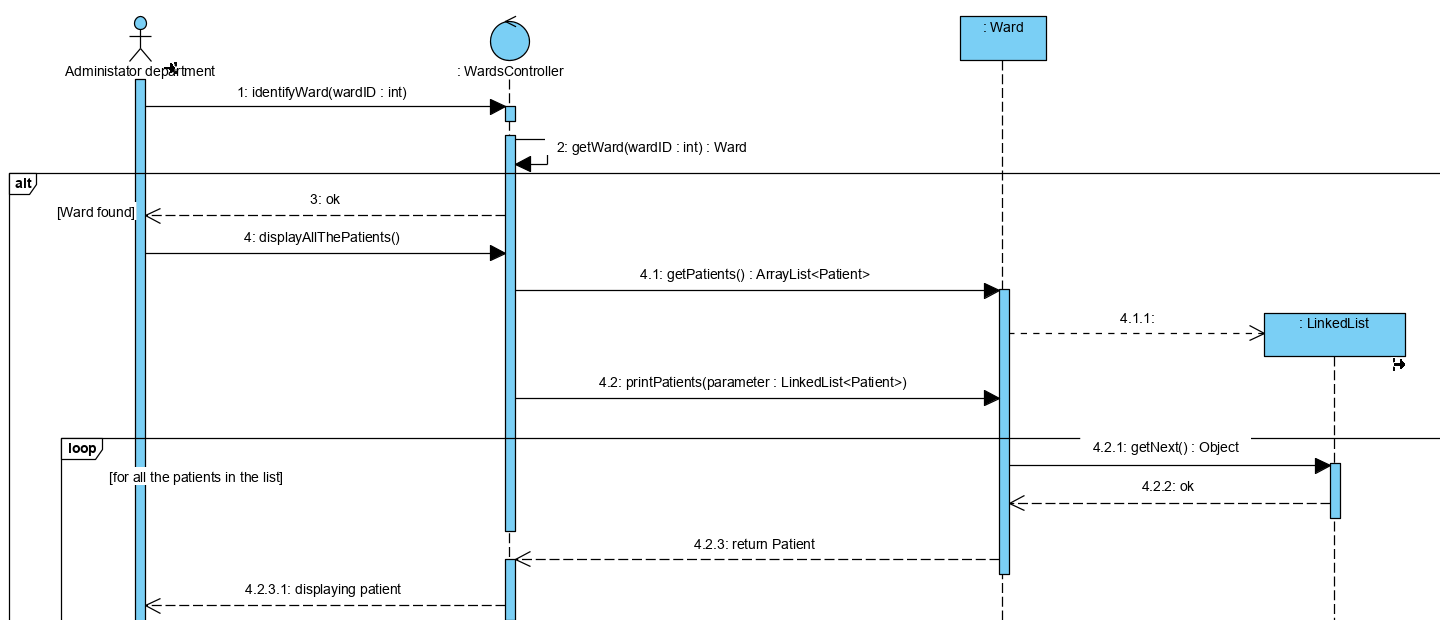 Administator department
: WardsController
: Ward
1: identifyWard(wardID : int)
2: getWard(wardID : int) : Ward
alt
[Ward found]
3: ok
4: displayAllThePatients()
4.1: getPatients() : ArrayList<Patient>
4.1.1:
: LinkedList
4.2: printPatients(parameter : LinkedList<Patient>)
loop
[for all the patients in the list]
4.2.1: getNext() : Object
4.2.2: ok
4.2.3: return Patient
4.2.3.1: displaying patient